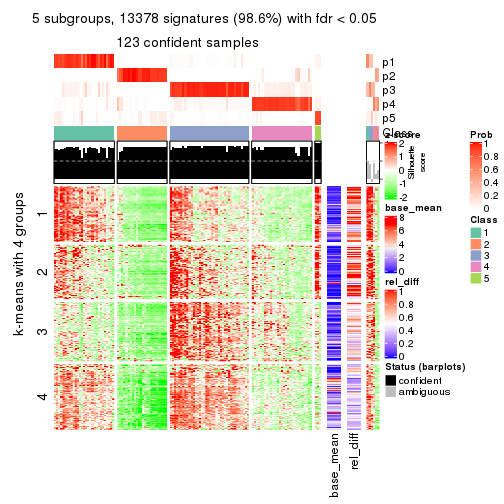 5 subgroups, 13378 signatures (98.6%) with fdr < 0.05
123 confident samples
p1
p2
p3
p4
p5
Class
z-score
2
1
0
-1
-2
Silhouette
score
Prob
1
0.8
0.6
0.4
0.2
0
base_mean
8
6
4
2
0
Class
1
2
3
4
5
rel_diff
1
0.8
0.6
0.4
0.2
0
Status (barplots)
confident
ambiguous
k-means with 4 groups
1
2
3
4
base_mean
rel_diff